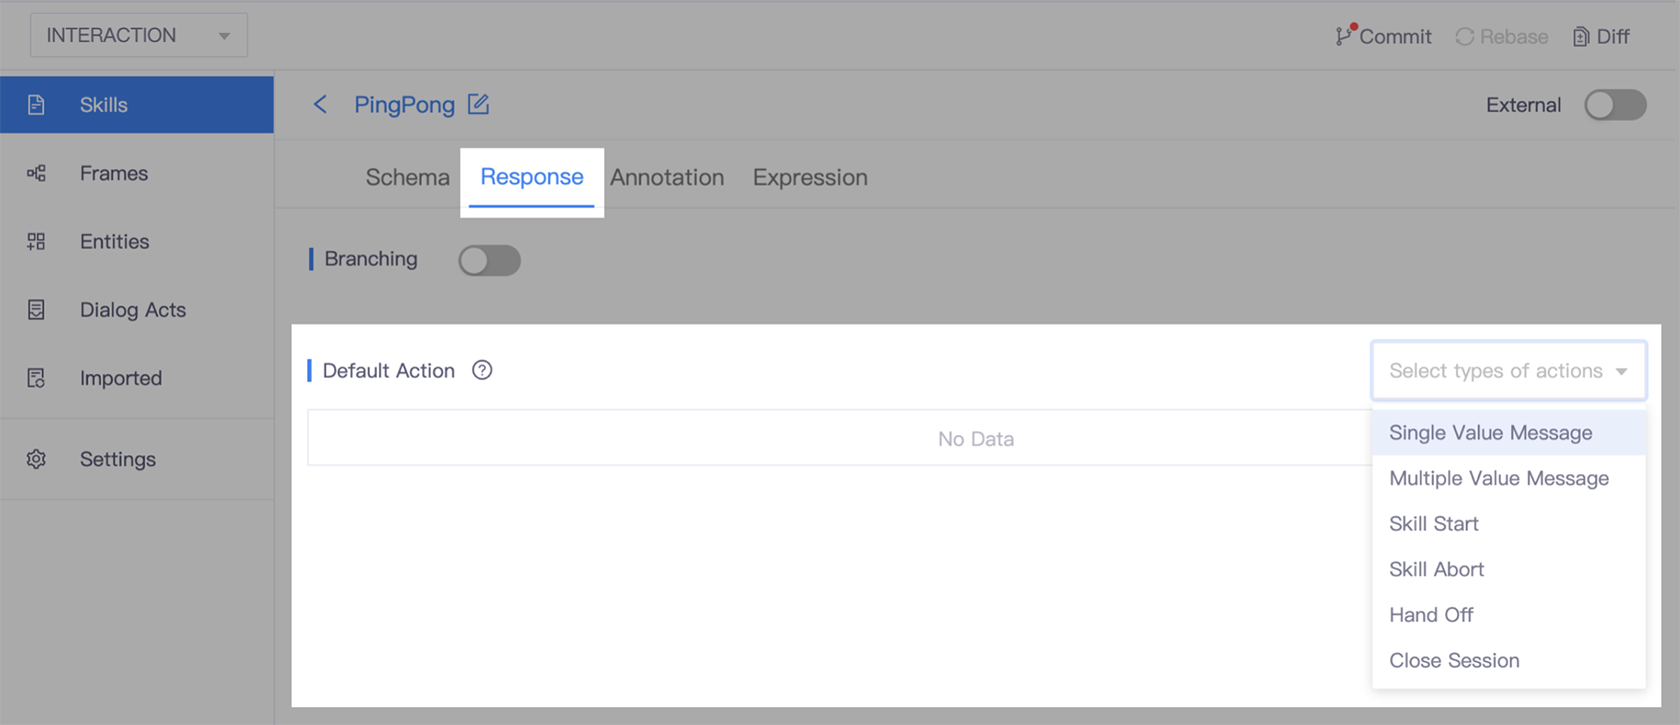 INTERACTION
Commit
Rebase
Diff
Skills
PingPong
External
Frames
Schema
Response
Annotation
Expression
Entities
Branching
Dialog Acts
Imported
Default Action
Select types of actions
No Data
Single Value Message
Multiple Value Message
Skill Start
Skill Abort
Hand Off
Close Session
Settings